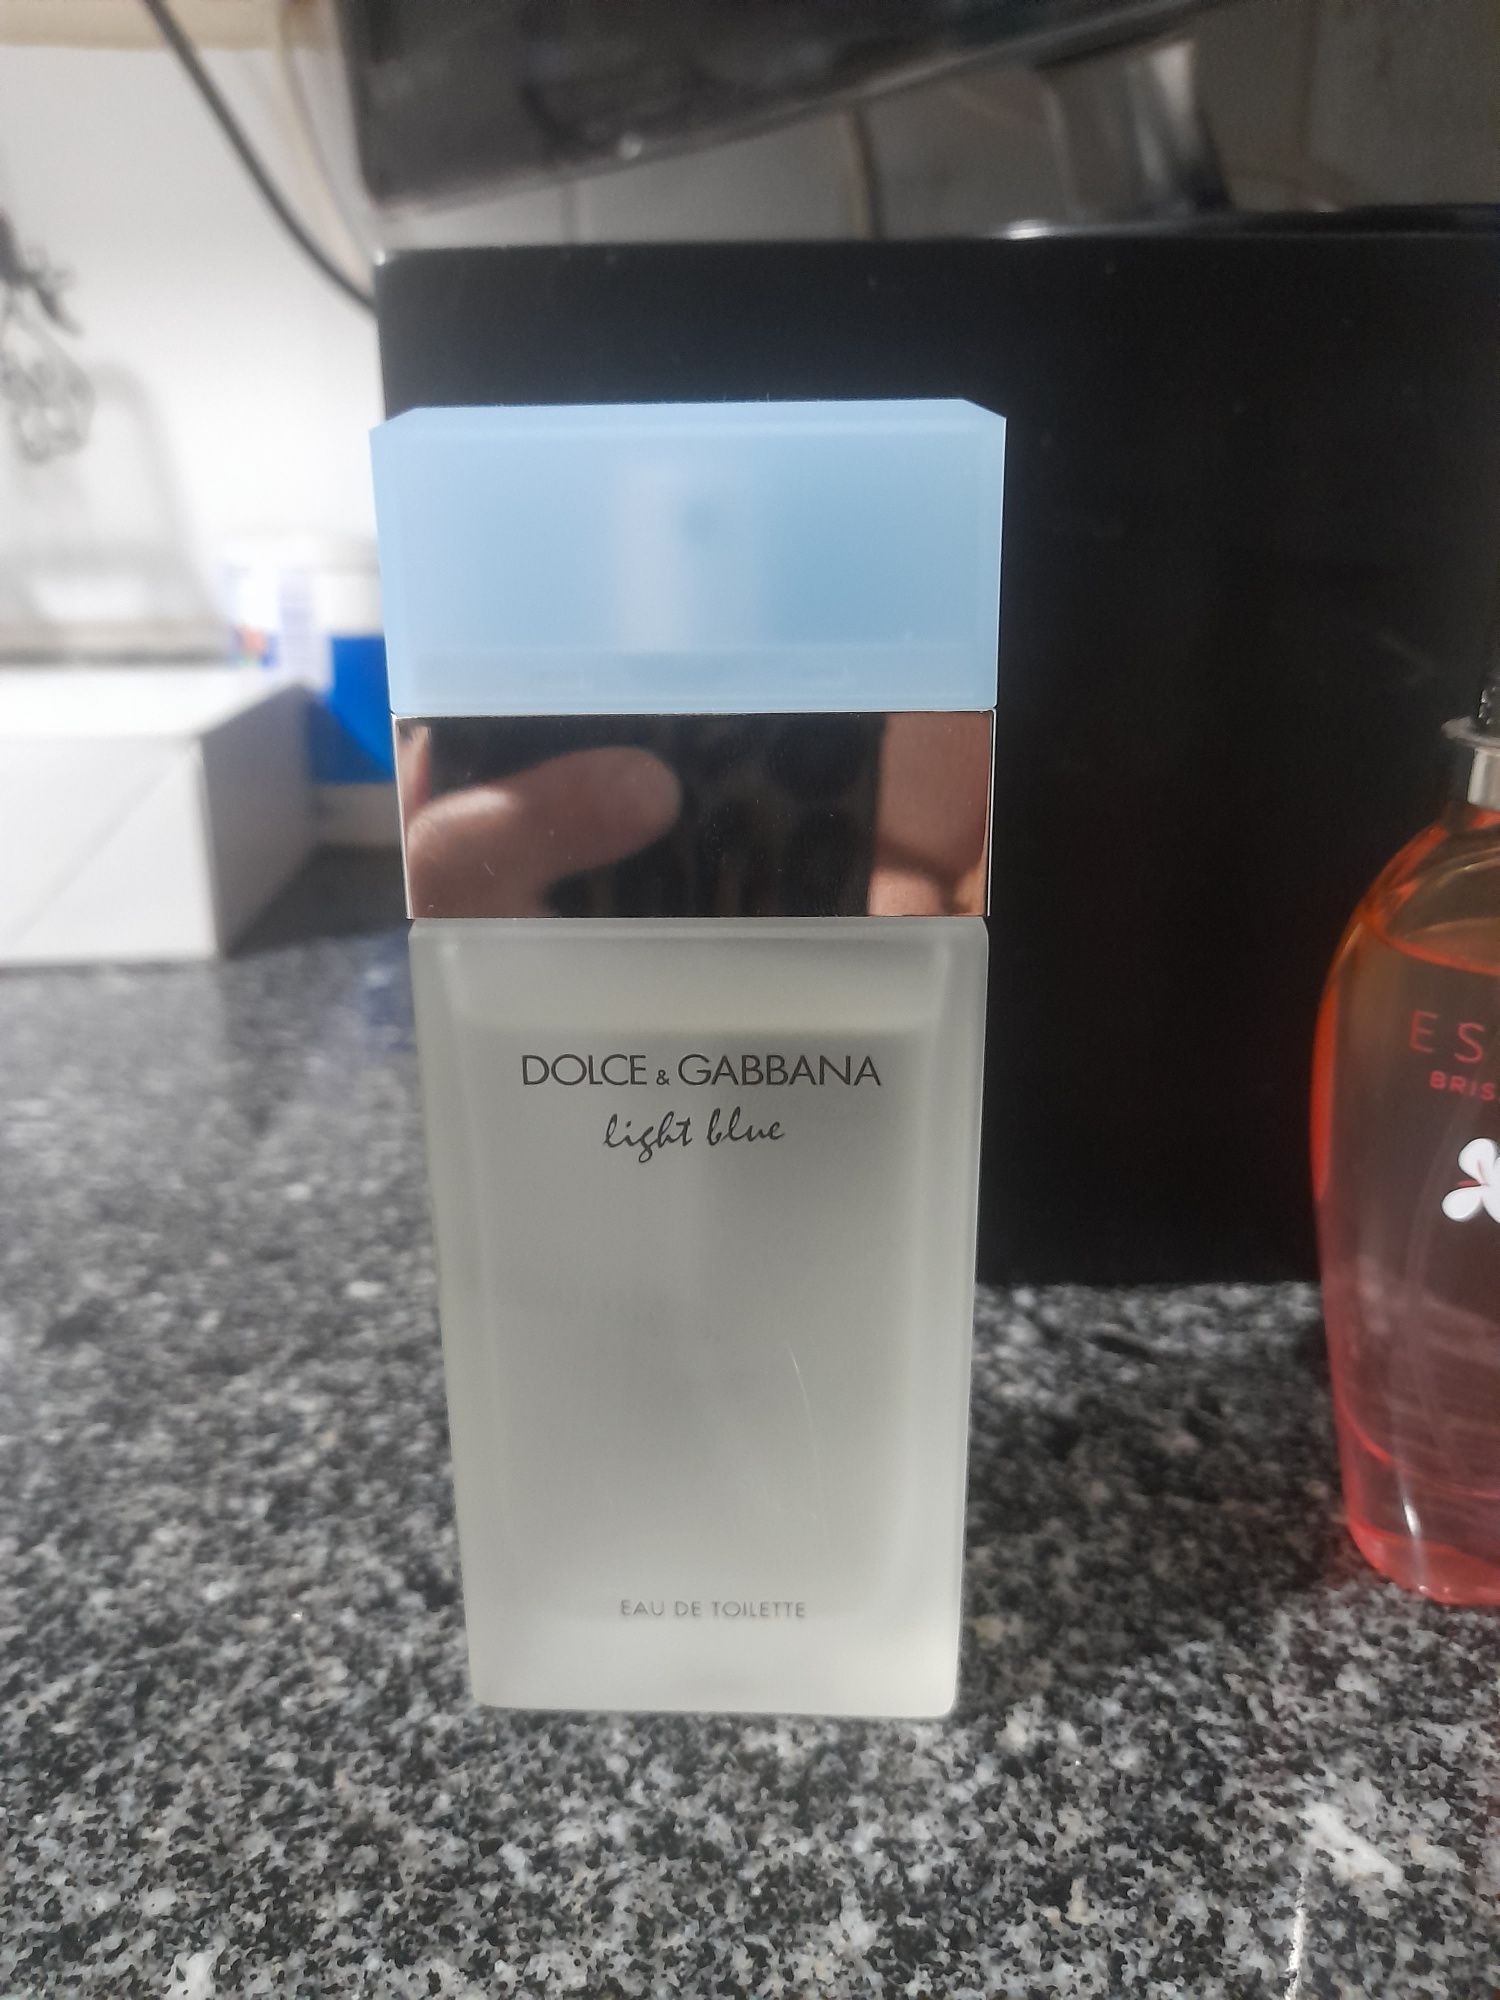 DOLCE & GABBANA
light blue
EAU DE TOILETTE